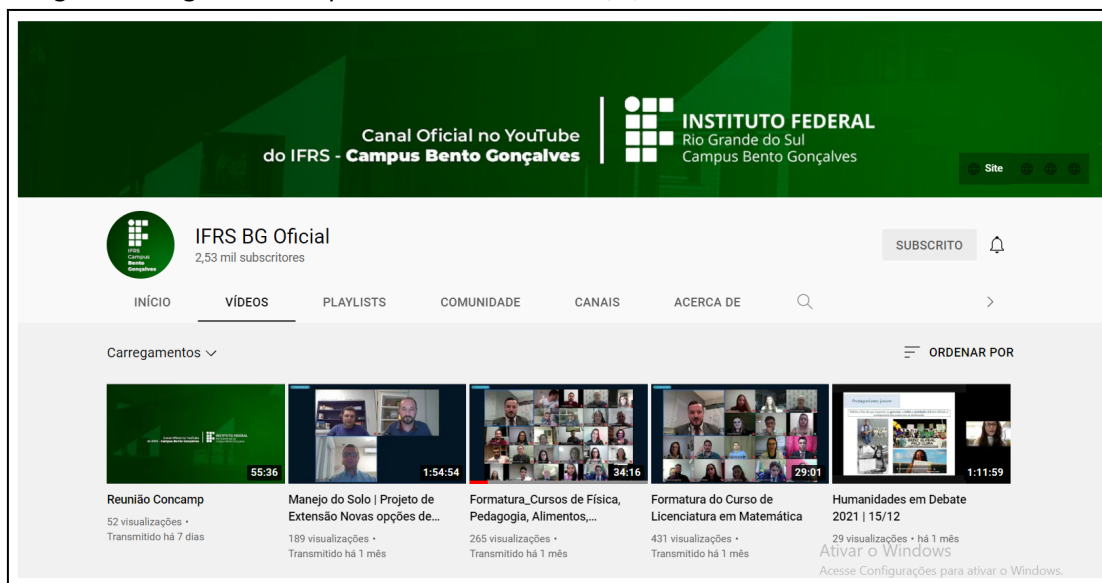 Canal Oficial no YouTube
do IFRS - Campus Bento Gonçalves
INSTITUTO FEDERAL
Rio Grande do Sul
Campus Bento Gonçalves
Site
IFRS
Campus
Bento
Gonçalves
IFRS BG Oficial
2,53 mil subscritores
SUBSCRITO
INÍCIO VÍDEOS PLAYLISTS COMUNIDADE CANAIS ACERCA DE
Carregamentos
ORDENAR POR
55:36
1:54:54
34:16
29:01
Protagonismo jovem
1:11:59
Reunião Concamp
52 visualizações •
Transmitido há 7 dias
Manejo do Solo | Projeto de
Extensão Novas opções de...
189 visualizações •
Transmitido há 1 mês
Formatura_Cursos de Física,
Pedagogia, Alimentos,...
265 visualizações •
Transmitido há 1 mês
Formatura do Curso de
Licenciatura em Matemática
431 visualizações •
Transmitido há 1 mês
Humanidades em Debate
2021 | 15/12
29 visualizações • há 1 mês
Ativar o Windows
Acesse Configurações para ativar o Windows.